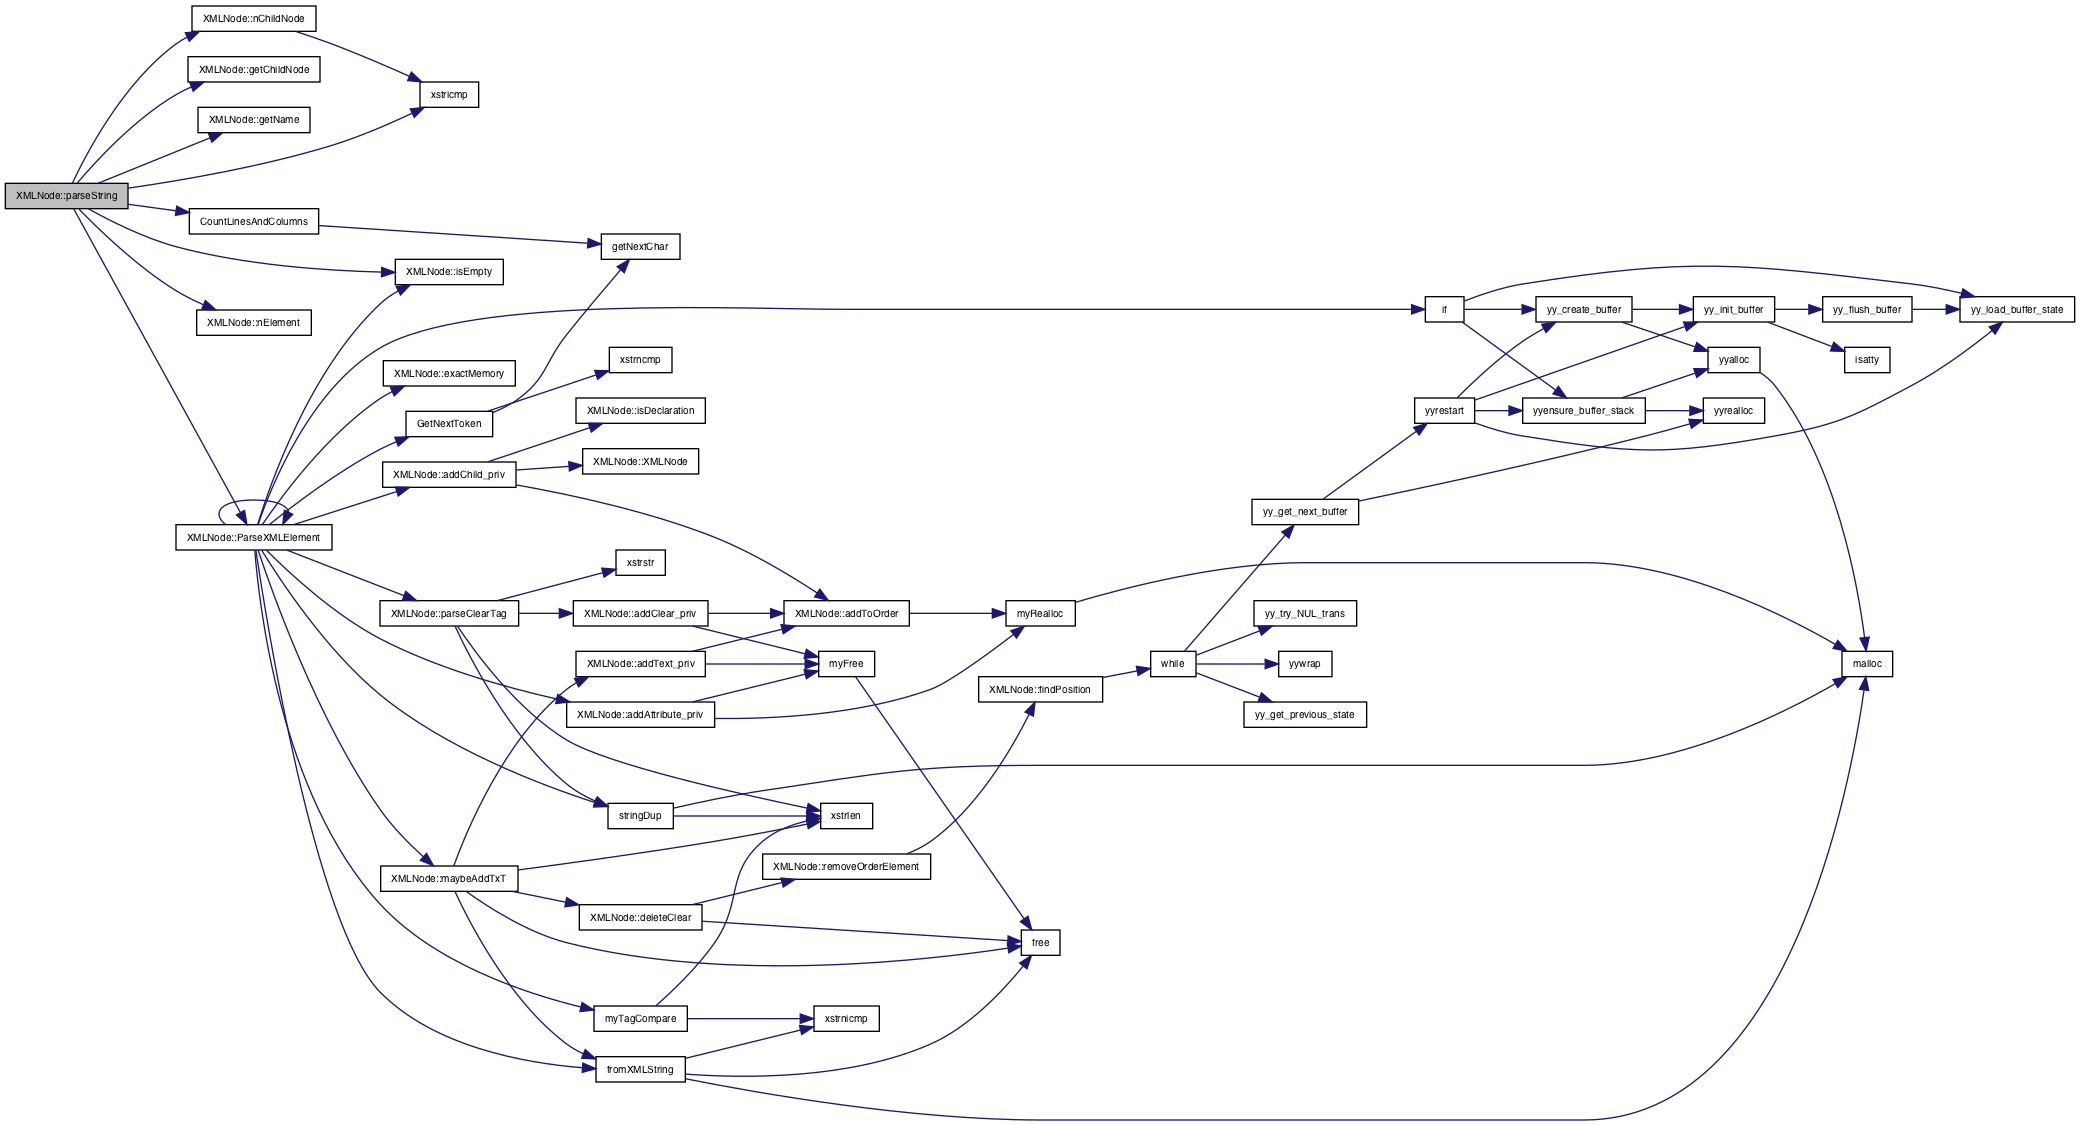 XMLNode::nChildNode
XMLNode::getChildNode
xstricmp
XMLNode::getName
XMLNode::parseString
CountLinesAndColumns
getNextChar
XMLNode::isEmpty
XMLNode::nElement
if
yy_create_buffer
yy_init_buffer
yy_flush_buffer
yy_load_buffer_state
xstrncmp
yyalloc
isatty
XMLNode::exactMemory
XMLNode::isDeclaration
yyrestart
yyensure_buffer_stack
yyrealloc
GetNextToken
XMLNode::XMLNode
XMLNode::addChild_priv
yy_get_next_buffer
XMLNode::ParseXMLElement
xstrstr
XMLNode::parseClearTag
XMLNode::addClear_priv
XMLNode::addToOrder
myRealloc
yy_try_NUL_trans
XMLNode::addText_priv
myFree
while
yywrap
malloc
XMLNode::findPosition
XMLNode::addAttribute_priv
yy_get_previous_state
stringDup
xstrlen
XMLNode::removeOrderElement
XMLNode::maybeAddTxT
XMLNode::deleteClear
free
myTagCompare
xstrnicmp
fromXMLString